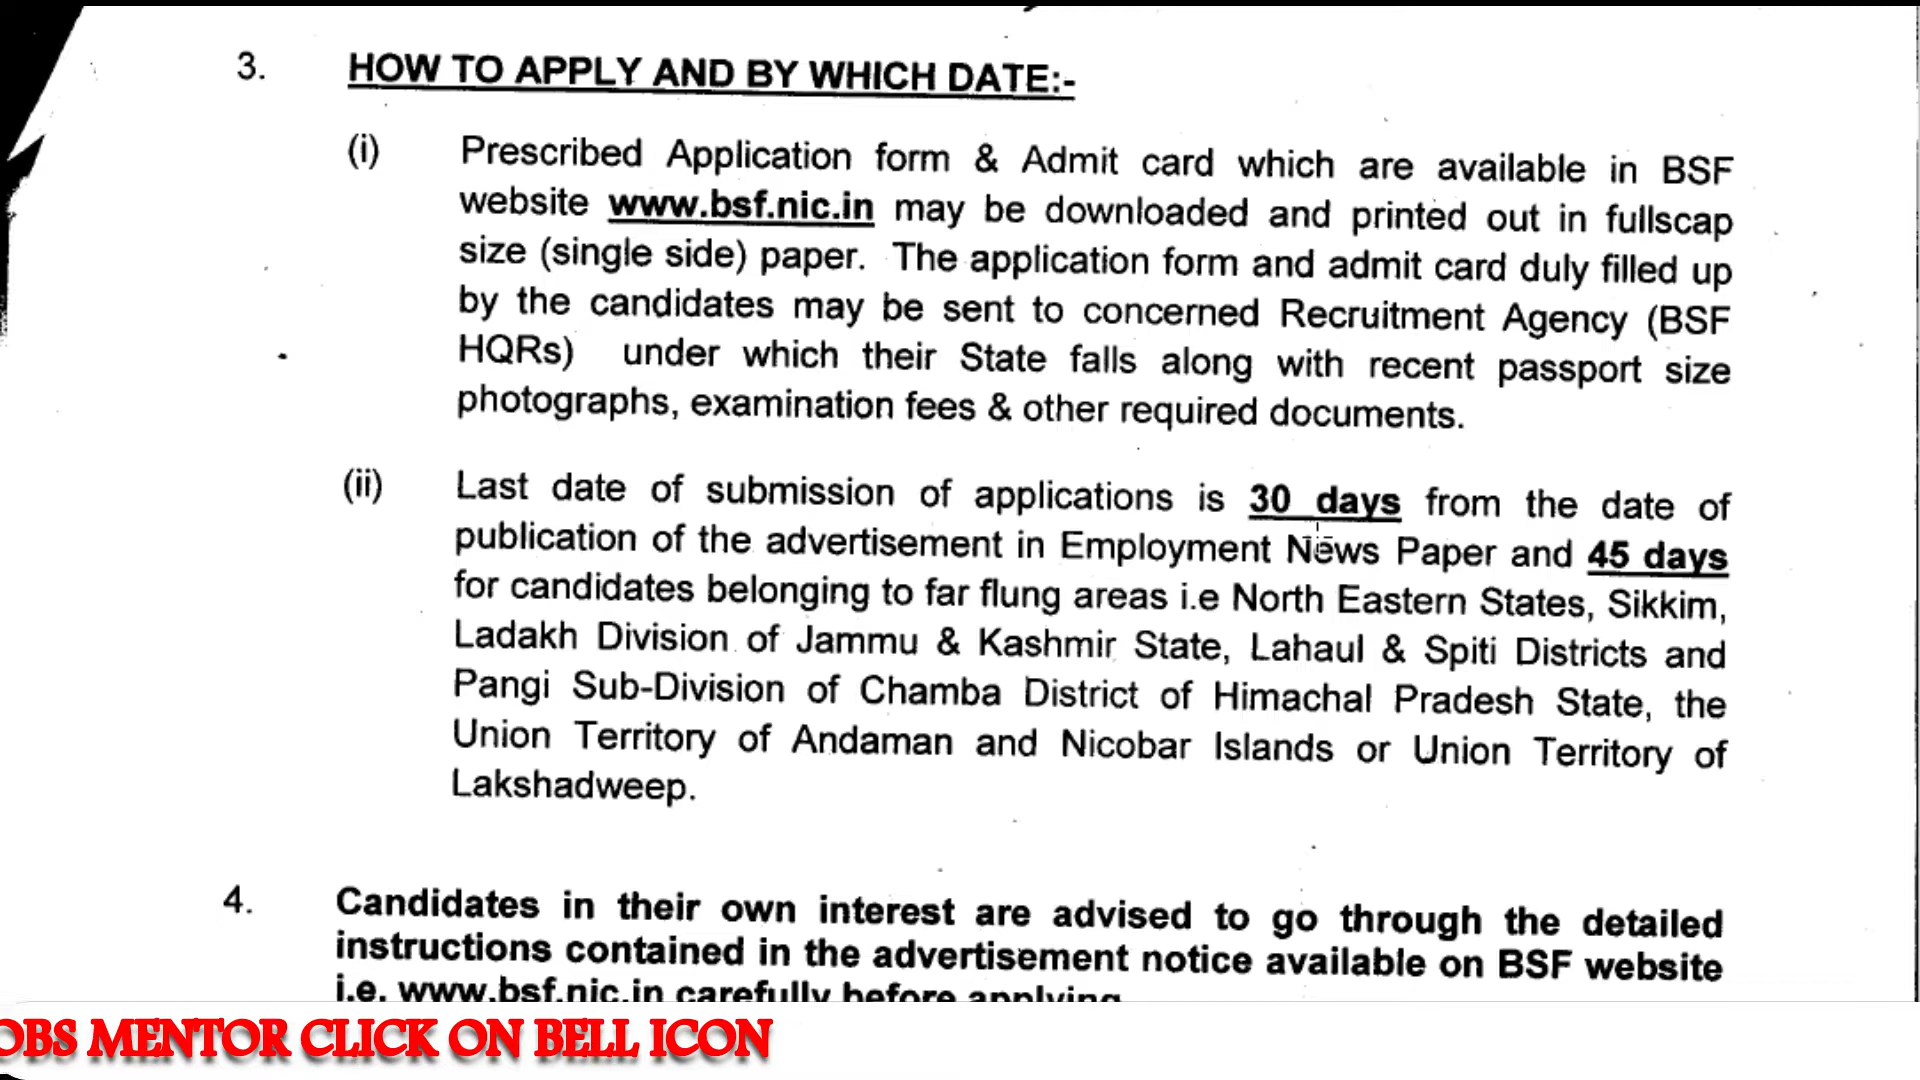 3. HOW TO APPLY AND BY WHICH DATE:-
(i) Prescribed Application form & Admit card which are available in BSF
website www.bsf.nic.in may be downloaded and printed out in fullscap
size (single side) paper. The application form and admit card duly filled up
by the candidates may be sent to concerned Recruitment Agency (BSF
HQRs) under which their State falls along with recent passport size
photographs, examination fees & other required documents.
(ii) Last date of submission of applications is 30 days from the date of
publication of the advertisement in Employment News Paper and 45 days
for candidates belonging to far flung areas i.e North Eastern States, Sikkim,
Ladakh Division of Jammu & Kashmir State, Lahaul & Spiti Districts and
Pangi Sub-Division of Chamba District of Himachal Pradesh State, the
Union Territory of Andaman and Nicobar Islands or Union Territory of
Lakshadweep.
4. Candidates in their own interest are advised to go through the detailed
instructions contained in the advertisement notice available on BSF website
i.e. www.bsf.nic.in carefully before applying
OBS MENTOR CLICK ON BELL ICON